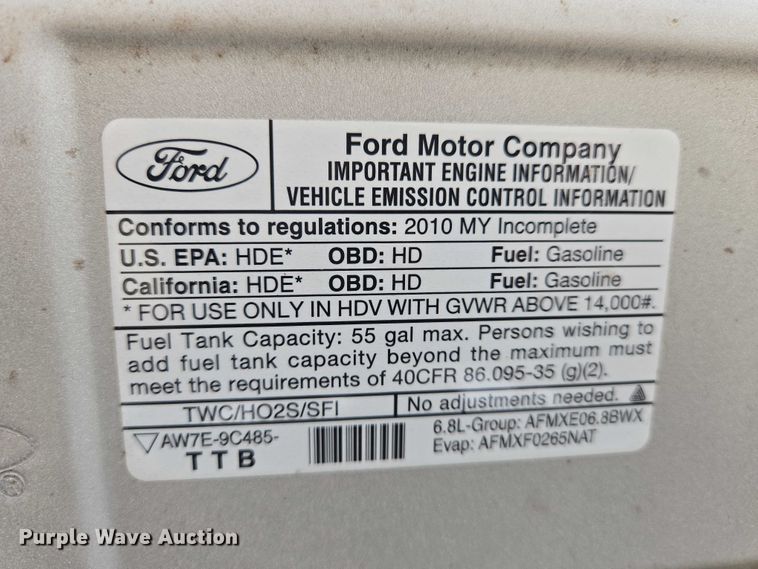 Ford
Ford Motor Company
IMPORTANT ENGINE INFORMATION/
VEHICLE EMISSION CONTROL INFORMATION
Conforms to regulations: 2010 MY Incomplete
U.S. EPA: HDE* OBD: HD Fuel: Gasoline
California: HDE* OBD: HD Fuel: Gasoline
* FOR USE ONLY IN HDV WITH GVWR ABOVE 14,000#.
Fuel Tank Capacity: 55 gal max. Persons wishing to
add fuel tank capacity beyond the maximum must
meet the requirements of 40CFR 86.095-35 (g)(2).
TWC/HO2S/SFI No adjustments needed.
AW7E-9C485-
TTB
6.8L-Group: AFMXE06.8BWX
Evap: AFMXF0265NAT
Purple Wave Auction